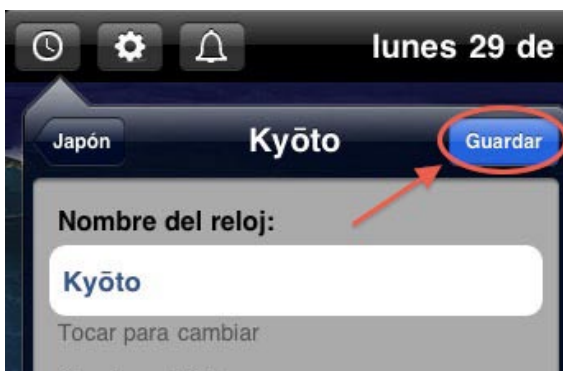 lunes 29 de
Japón Kyōto Guardar
Nombre del reloj:
Kyōto
Tocar para cambiar